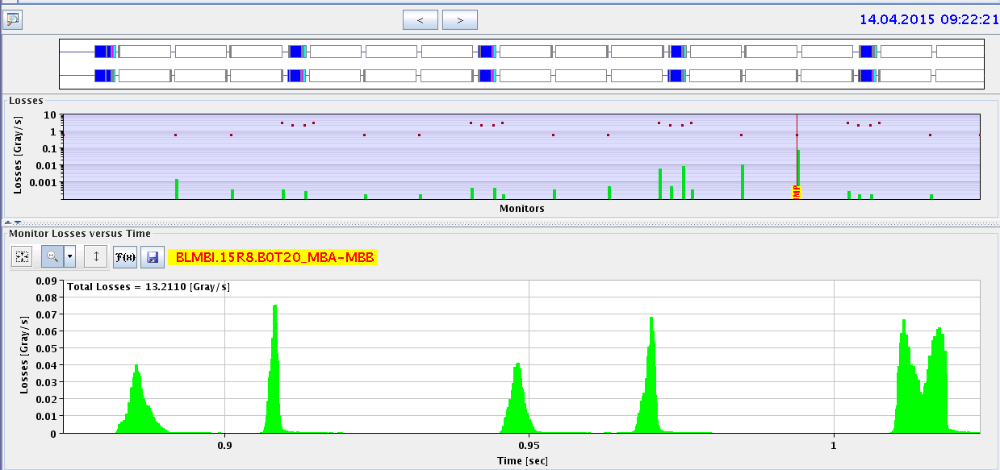 < >
14.04.2015 09:22:21
Losses
Losses [Gray/s]
10
1
0.1
0.01
0.001
Monitors
Monitor Losses versus Time
F(x)
BLMBI.15R8.B0T20_MBA-MBB
Total Losses = 13.2110 [Gray/s]
Losses [Gray/s]
0.09
0.08
0.07
0.06
0.05
0.04
0.03
0.02
0.01
0
0.9 0.95 1
Time [sec]